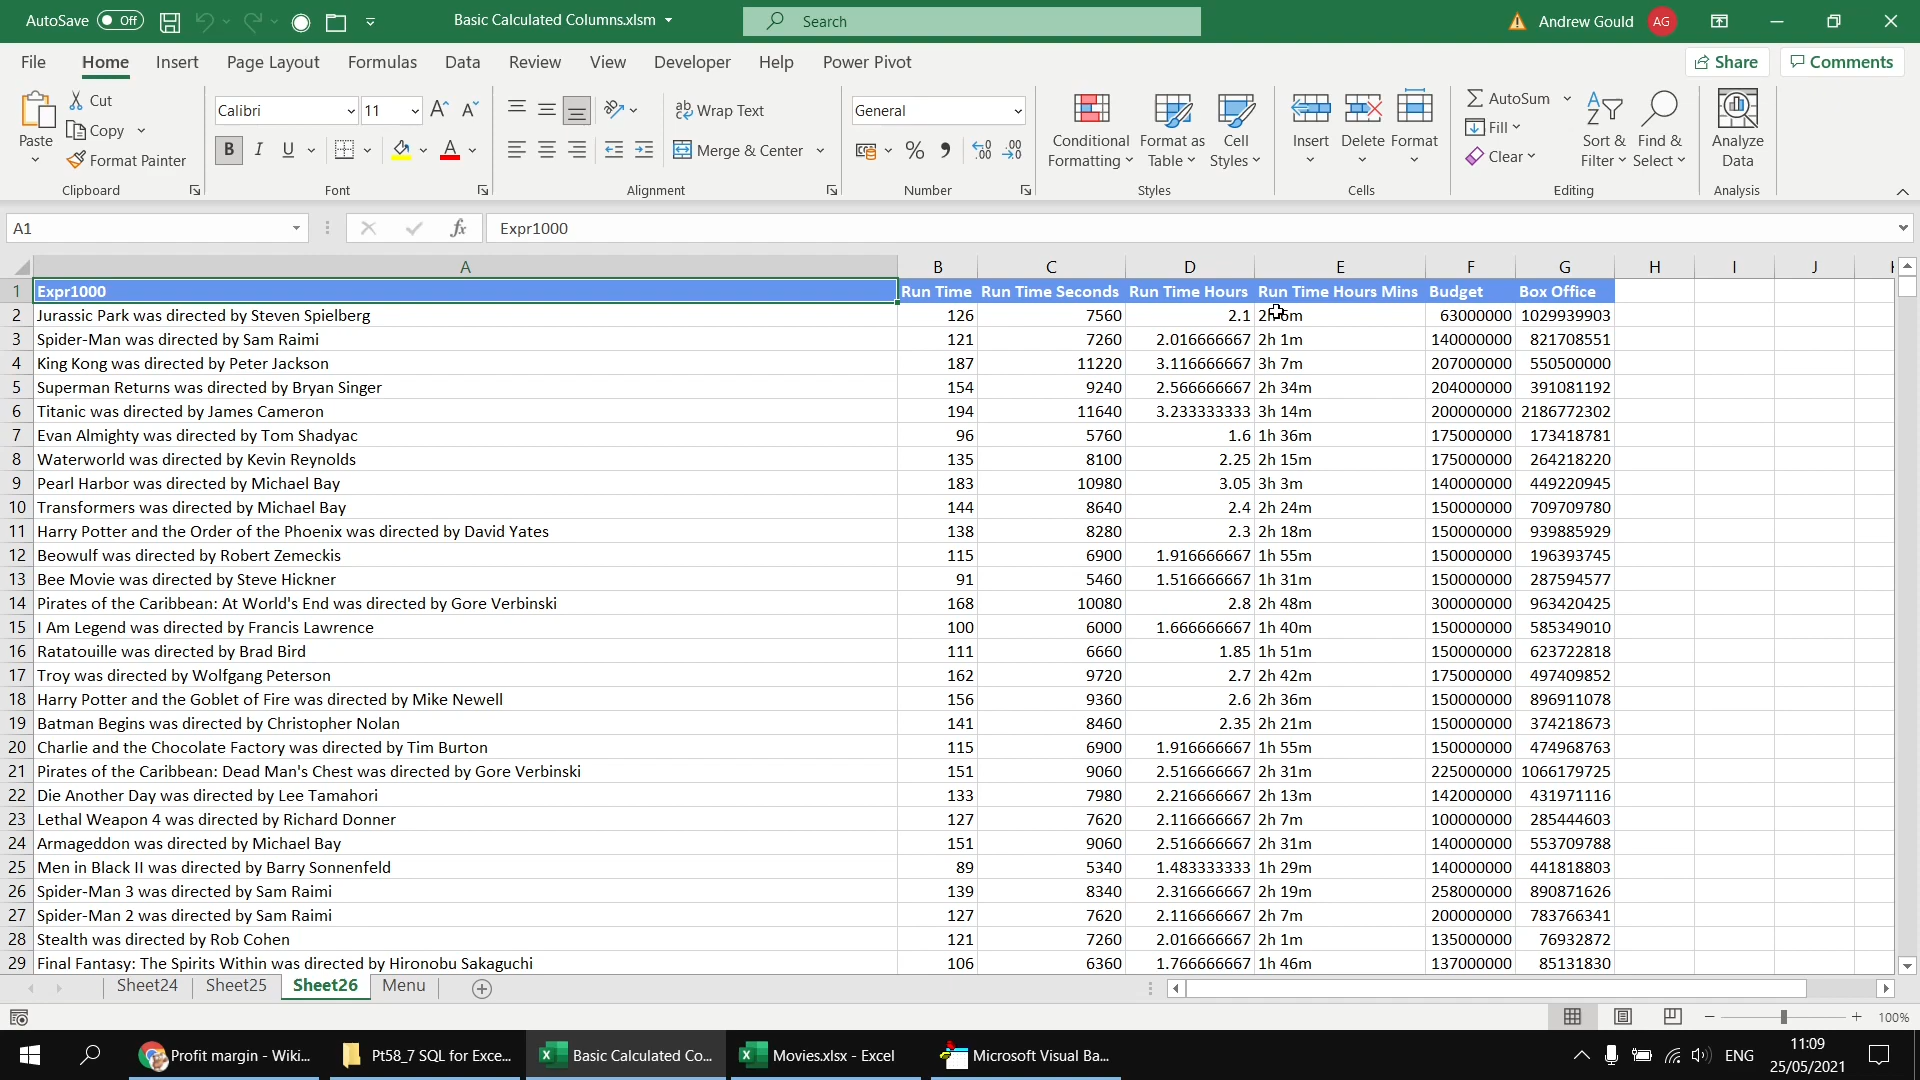 AutoSave Off Basic Calculated Columns.xlsm Search Andrew Gould AG
File Home Insert Page Layout Formulas Data Review View Developer Help Power Pivot Share Comments
Paste Cut Copy Format Painter Clipboard
Calibri 11 B I U A Font
Wrap Text Merge & Center Alignment
General % Number
Conditional Formatting Format as Table Cell Styles Styles
Insert Delete Format Cells
AutoSum Fill Clear Sort & Filter Find & Select Editing
Analyze Data Analysis
A1 fx Expr1000
A B C D E F G H I J
1 Expr1000 Run Time Run Time Seconds Run Time Hours Run Time Hours Mins Budget Box Office
2 Jurassic Park was directed by Steven Spielberg 126 7560 2.1 63000000 1029939903
3 Spider-Man was directed by Sam Raimi 121 7260 2.016666667 2h 1m 140000000 821708551
4 King Kong was directed by Peter Jackson 187 11220 3.116666667 3h 7m 207000000 550500000
5 Superman Returns was directed by Bryan Singer 154 9240 2.566666667 2h 34m 204000000 391081192
6 Titanic was directed by James Cameron 194 11640 3.233333333 3h 14m 200000000 2186772302
7 Evan Almighty was directed by Tom Shadyac 96 5760 1.6 1h 36m 175000000 173418781
8 Waterworld was directed by Kevin Reynolds 135 8100 2.25 2h 15m 175000000 264218220
9 Pearl Harbor was directed by Michael Bay 183 10980 3.05 3h 3m 140000000 449220945
10 Transformers was directed by Michael Bay 144 8640 2.4 2h 24m 150000000 709709780
11 Harry Potter and the Order of the Phoenix was directed by David Yates 138 8280 2.3 2h 18m 150000000 939885929
12 Beowulf was directed by Robert Zemeckis 115 6900 1.916666667 1h 55m 150000000 196393745
13 Bee Movie was directed by Steve Hickner 91 5460 1.516666667 1h 31m 150000000 287594577
14 Pirates of the Caribbean: At World's End was directed by Gore Verbinski 168 10080 2.8 2h 48m 300000000 963420425
15 I Am Legend was directed by Francis Lawrence 100 6000 1.666666667 1h 40m 150000000 585349010
16 Ratatouille was directed by Brad Bird 111 6660 1.85 1h 51m 150000000 623722818
17 Troy was directed by Wolfgang Peterson 162 9720 2.7 2h 42m 175000000 497409852
18 Harry Potter and the Goblet of Fire was directed by Mike Newell 156 9360 2.6 2h 36m 150000000 896911078
19 Batman Begins was directed by Christopher Nolan 141 8460 2.35 2h 21m 150000000 374218673
20 Charlie and the Chocolate Factory was directed by Tim Burton 115 6900 1.916666667 1h 55m 150000000 474968763
21 Pirates of the Caribbean: Dead Man's Chest was directed by Gore Verbinski 151 9060 2.516666667 2h 31m 225000000 1066179725
22 Die Another Day was directed by Lee Tamahori 133 7980 2.216666667 2h 13m 142000000 431971116
23 Lethal Weapon 4 was directed by Richard Donner 127 7620 2.116666667 2h 7m 100000000 285444603
24 Armageddon was directed by Michael Bay 151 9060 2.516666667 2h 31m 140000000 553709788
25 Men in Black II was directed by Barry Sonnenfeld 89 5340 1.483333333 1h 29m 140000000 441818803
26 Spider-Man 3 was directed by Sam Raimi 139 8340 2.316666667 2h 19m 258000000 890871626
27 Spider-Man 2 was directed by Sam Raimi 127 7620 2.116666667 2h 7m 200000000 783766341
28 Stealth was directed by Rob Cohen 121 7260 2.016666667 2h 1m 135000000 76932872
29 Final Fantasy: The Spirits Within was directed by Hironobu Sakaguchi 106 6360 1.766666667 1h 46m 137000000 85131830
Sheet24 Sheet25 Sheet26 Menu
100%
Profit margin - Wiki... Pt58_7 SQL for Exce... Basic Calculated Co... Movies.xlsx - Excel Microsoft Visual Ba... ENG 11:09
25/05/2021